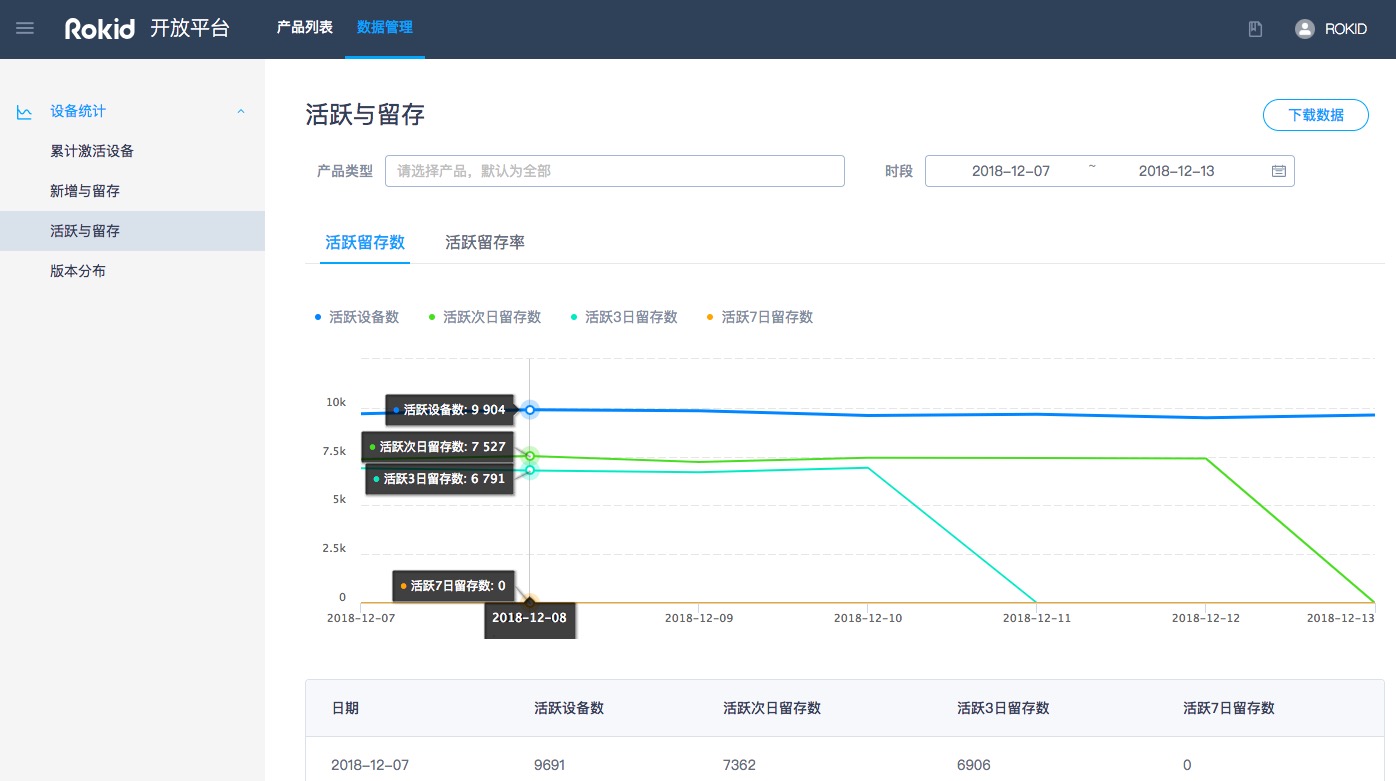 Rokid 开放平台 产品列表 数据管理 ROKID
设备统计
累计激活设备
新增与留存
活跃与留存
版本分布
活跃与留存 下载数据
产品类型 请选择产品，默认为全部 时段 2018-12-07 ~ 2018-12-13
活跃留存数 活跃留存率
活跃设备数 活跃次日留存数 活跃3日留存数 活跃7日留存数
10k
活跃设备数: 9 904
7.5k
活跃次日留存数: 7 527
活跃3日留存数: 6 791
5k
2.5k
活跃7日留存数: 0
0
2018-12-07 2018-12-08 2018-12-09 2018-12-10 2018-12-11 2018-12-12 2018-12-13
日期 活跃设备数 活跃次日留存数 活跃3日留存数 活跃7日留存数
2018-12-07 9691 7362 6906 0